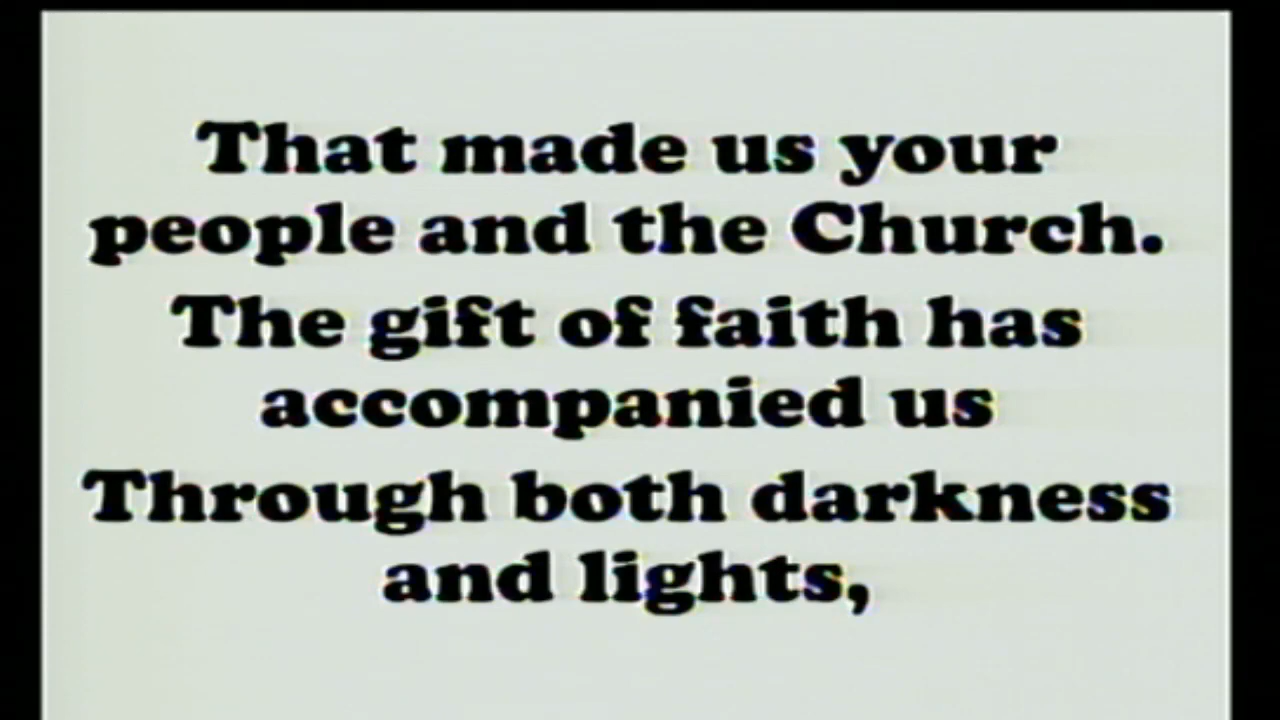 That made us your
people and the Church.
The gift of faith has
accompanied us
Through both darkness
and lights,